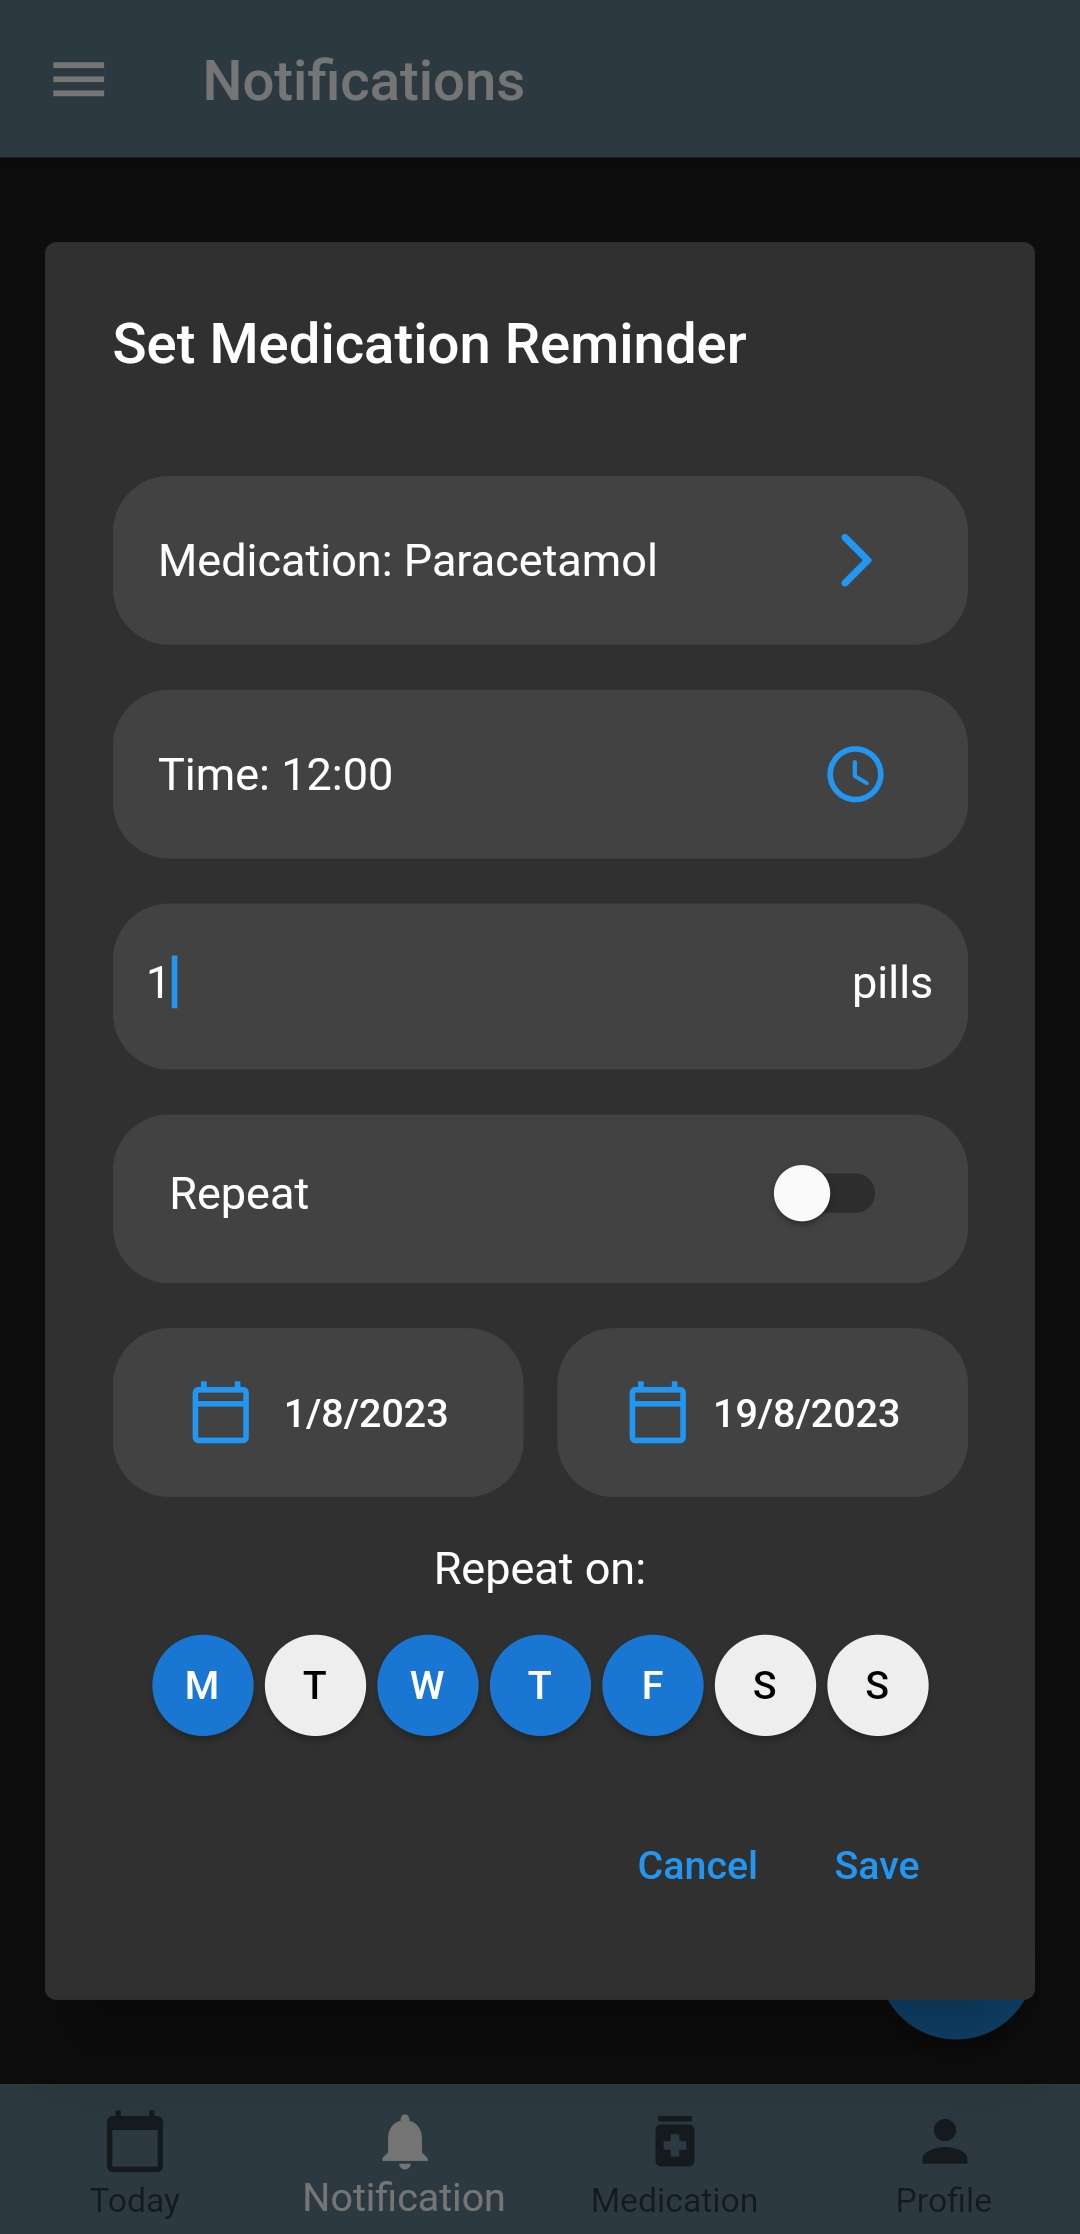 Notifications
Set Medication Reminder
Medication: Paracetamol
Time: 12:00
1 pills
Repeat
1/8/2023 19/8/2023
Repeat on:
M T W T F S S
Cancel Save
Today Notification Medication Profile